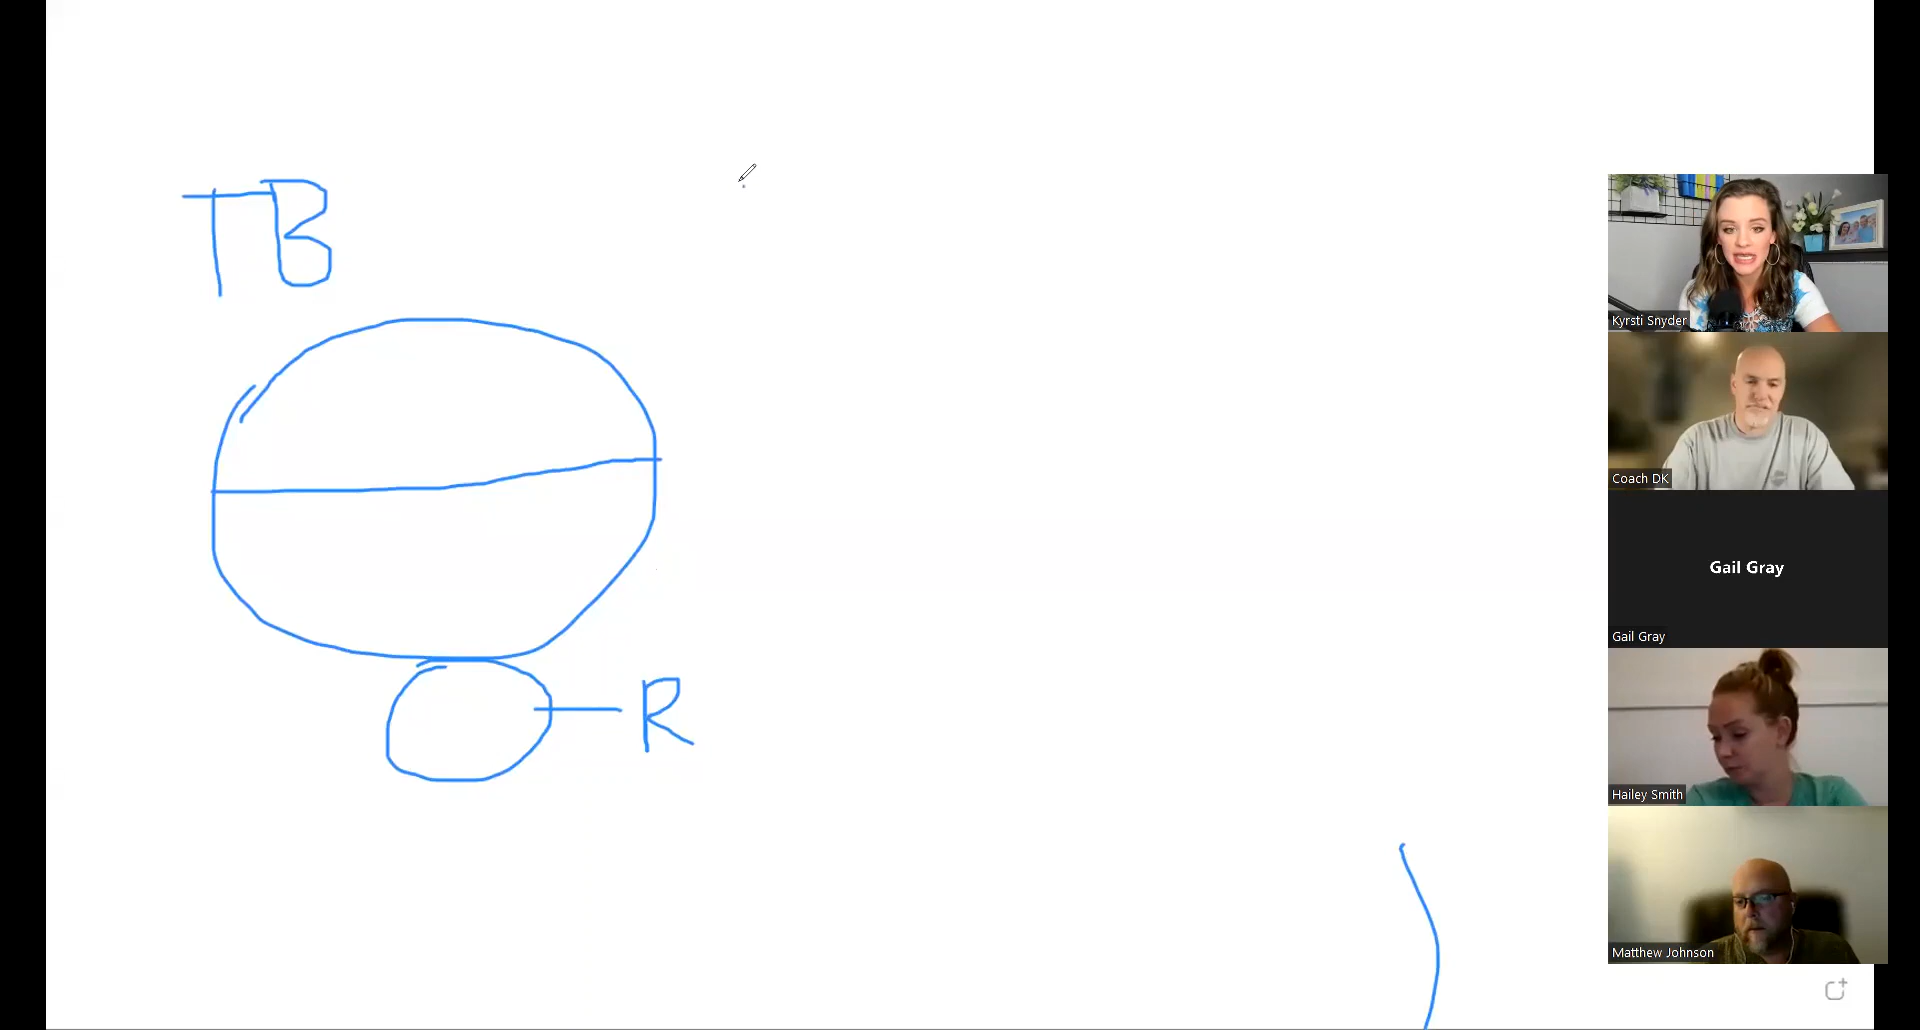 TB
R
Kyrsti Snyder
Coach DK
Gail Gray
Gail Gray
Hailey Smith
Matthew Johnson